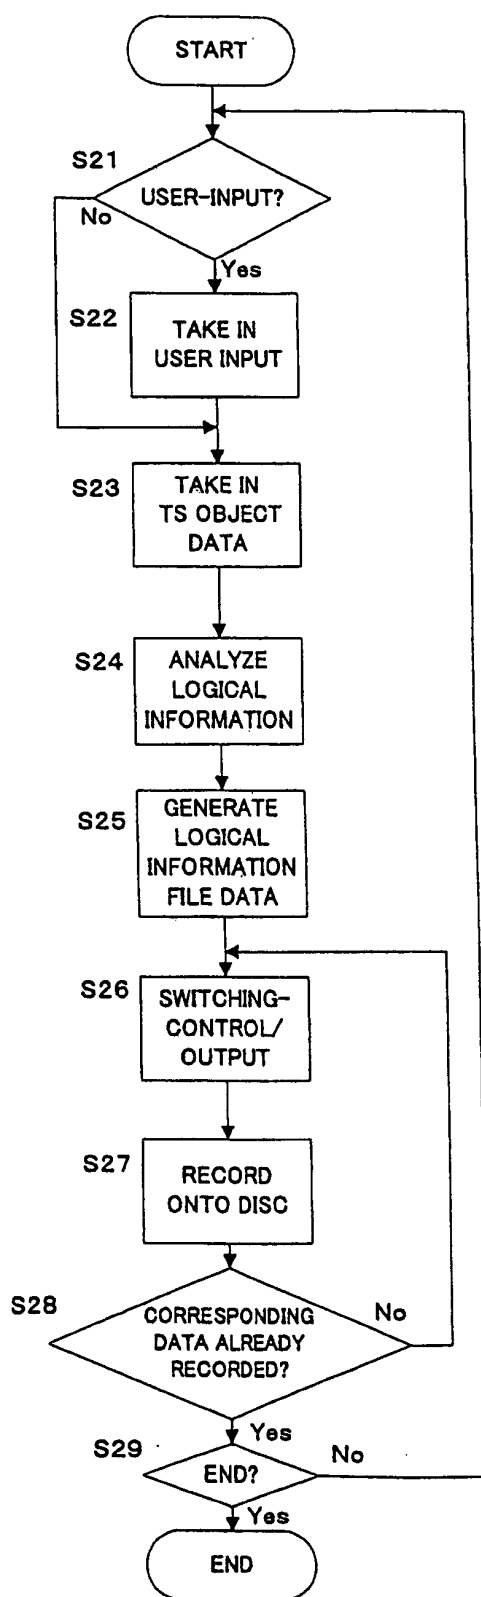 START
S21
USER-INPUT?
No
Yes
S22
TAKE IN
USER INPUT
S23
TAKE IN
TS OBJECT
DATA
S24
ANALYZE
LOGICAL
INFORMATION
S25
GENERATE
LOGICAL
INFORMATION
FILE DATA
S26
SWITCHING-
CONTROL/
OUTPUT
S27
RECORD
ONTO DISC
S28
CORRESPONDING
DATA ALREADY
RECORDED?
No
Yes
S29
END?
No
Yes
END